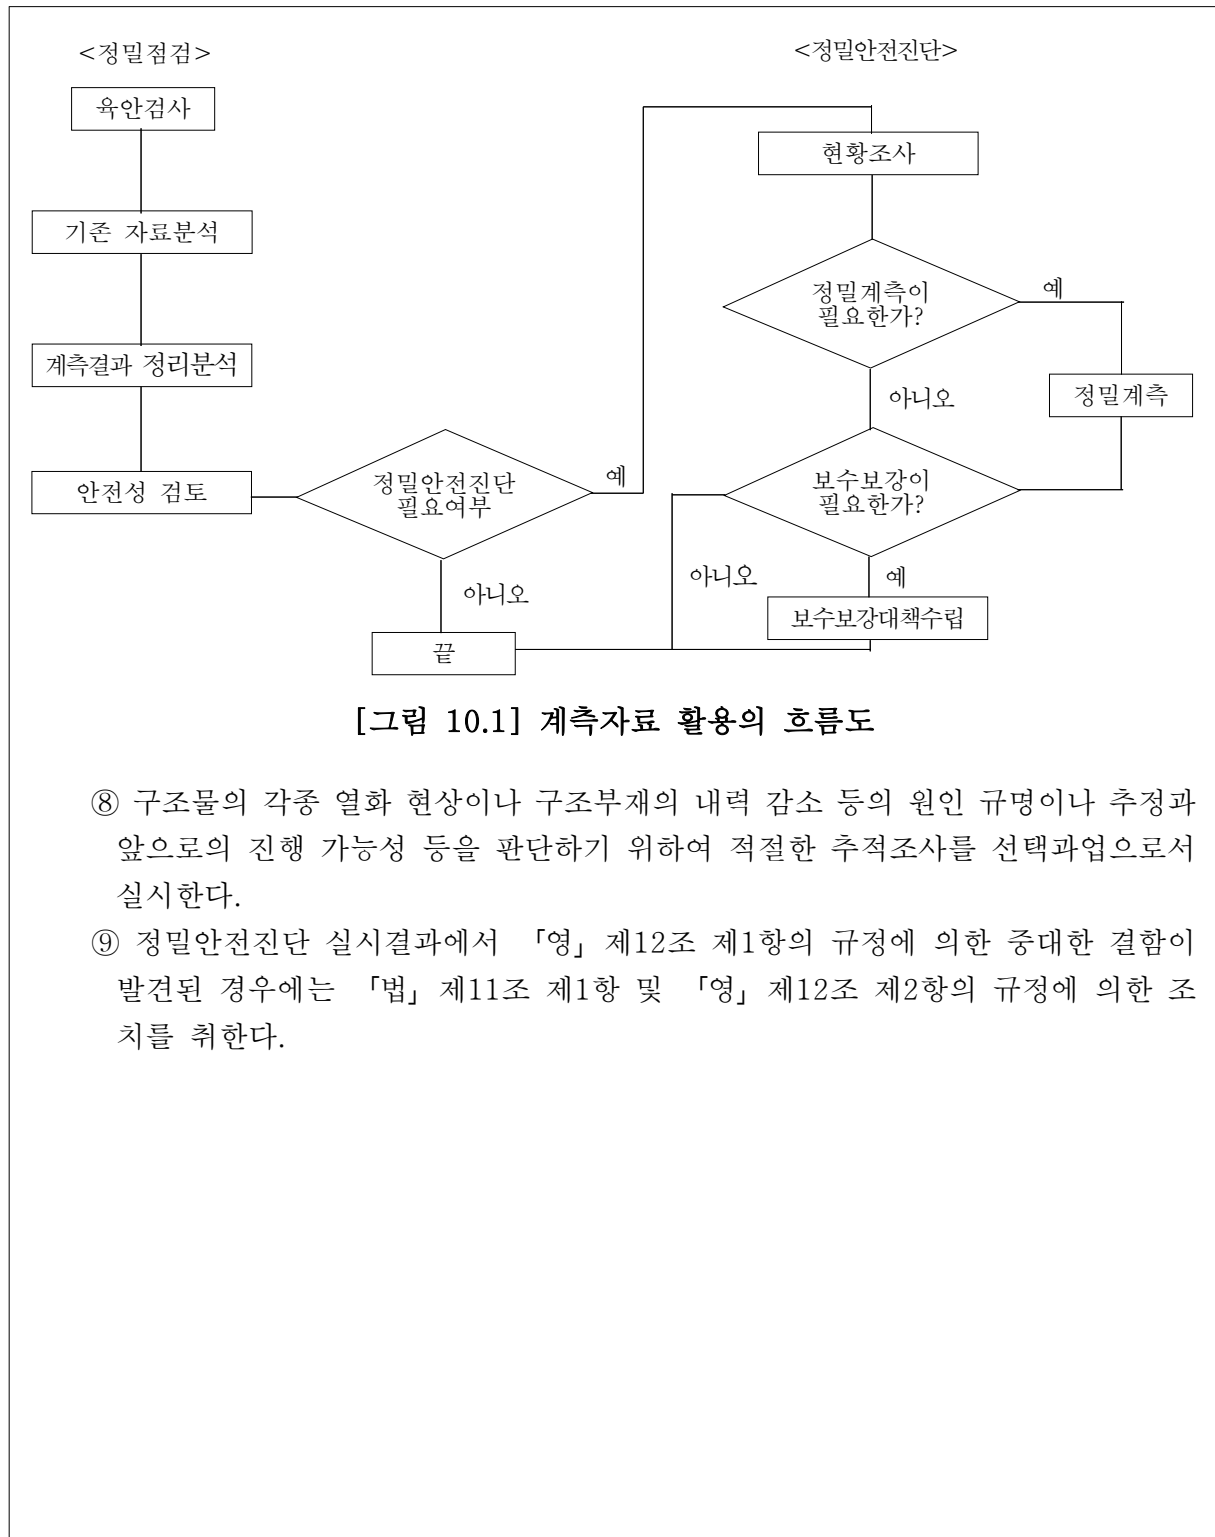 <정밀점검>
육안검사
기존 자료분석
계측결과 정리분석
안전성 검토
정밀안전진단
필요여부
예
아니오
끝
<정밀안전진단>
현황조사
정밀계측이
필요한가?
예
정밀계측
아니오
보수보강이
필요한가?
아니오
예
보수보강대책수립
[그림 10.1] 계측자료 활용의 흐름도
⑧ 구조물의 각종 열화 현상이나 구조부재의 내력 감소 등의 원인 규명이나 추정과
앞으로의 진행 가능성 등을 판단하기 위하여 적절한 추적조사를 선택과업으로서
실시한다.
⑨ 정밀안전진단 실시결과에서 「영」제12조 제1항의 규정에 의한 중대한 결함이
발견된 경우에는 「법」제11조 제1항 및 「영」제12조 제2항의 규정에 의한 조
치를 취한다.